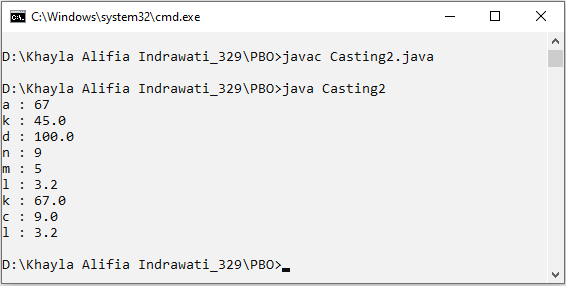 C:\Windows\system32\cmd.exe
D:\Khayla Alifia Indrawati_329\PBO>javac Casting2.java
D:\Khayla Alifia Indrawati_329\PBO>java Casting2
a : 67
k : 45.0
d : 100.0
n : 9
m : 5
l : 3.2
k : 67.0
c : 9.0
l : 3.2
D:\Khayla Alifia Indrawati_329\PBO>